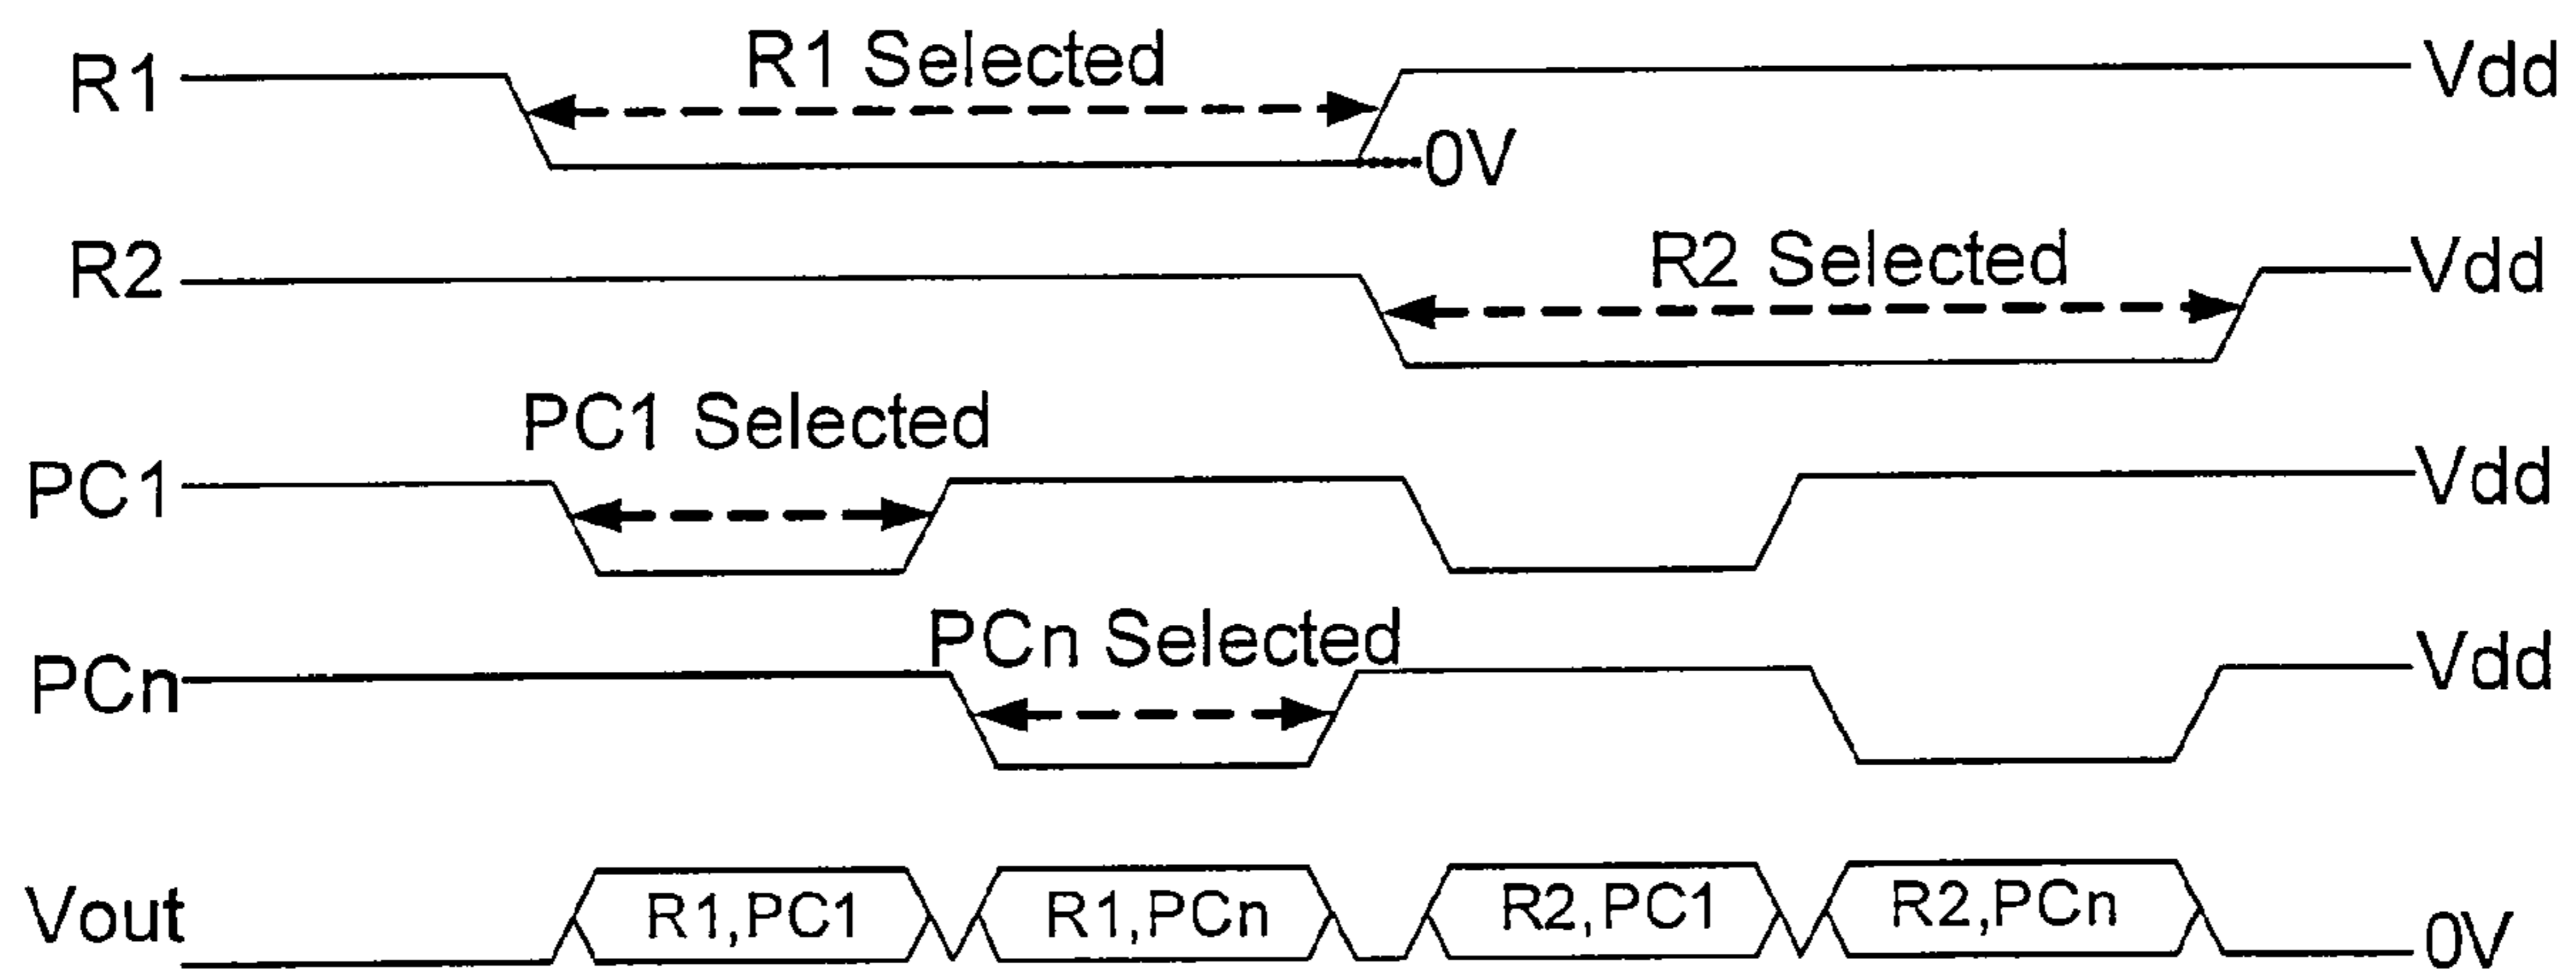 R1 Selected
R1
Vdd
0V
R2 Selected
R2
Vdd
PC1 Selected
PC1
Vdd
PCn Selected
PCn
Vdd
Vout
R1,PC1
R1,PCn
R2,PC1
R2,PCn
0V